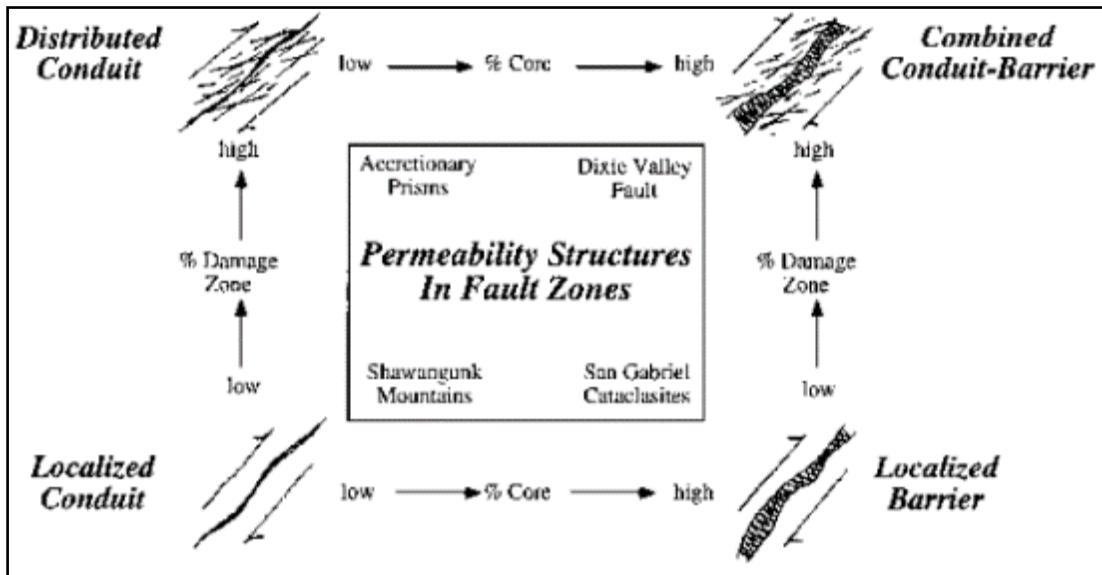 Distributed
Conduit
low
% Core
high
Combined
Conduit-Barrier
high
high
Accretionary
Prisms
Dixie Valley
Fault
% Damage
Zone
Permeability Structures
In Fault Zones
% Damage
Zone
low
Shawangunk
Mountains
San Gabriel
Cataclasites
low
Localized
Conduit
low
% Core
high
Localized
Barrier